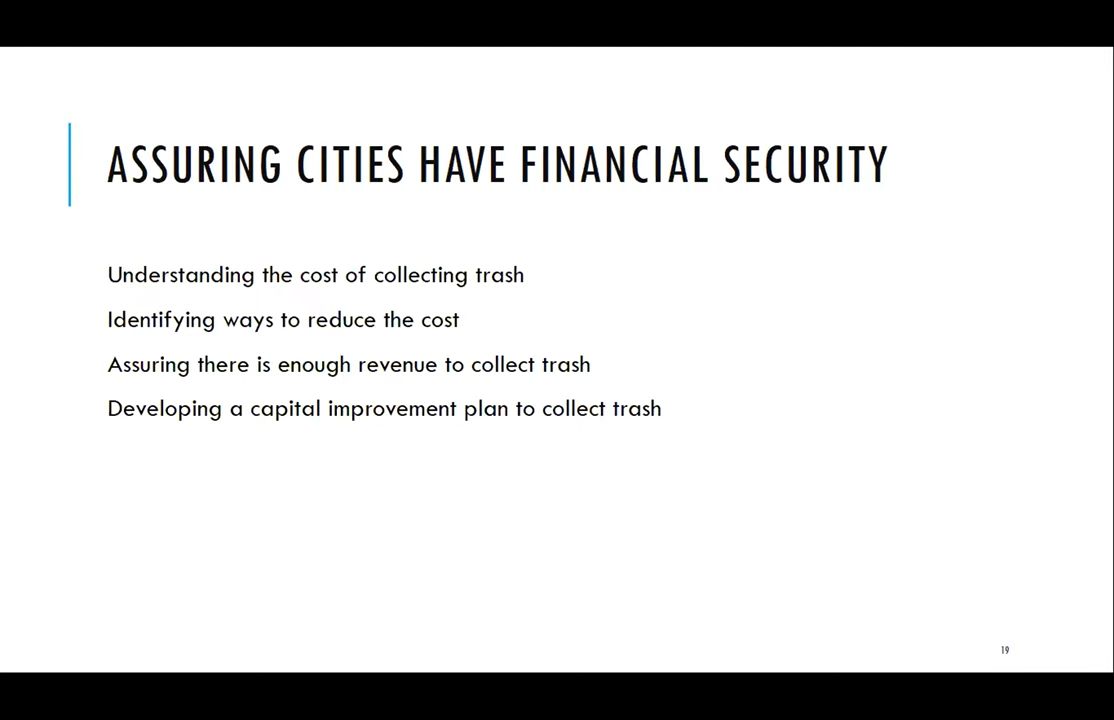 ASSURING CITIES HAVE FINANCIAL SECURITY
Understanding the cost of collecting trash
Identifying ways to reduce the cost
Assuring there is enough revenue to collect trash
Developing a capital improvement plan to collect trash
19